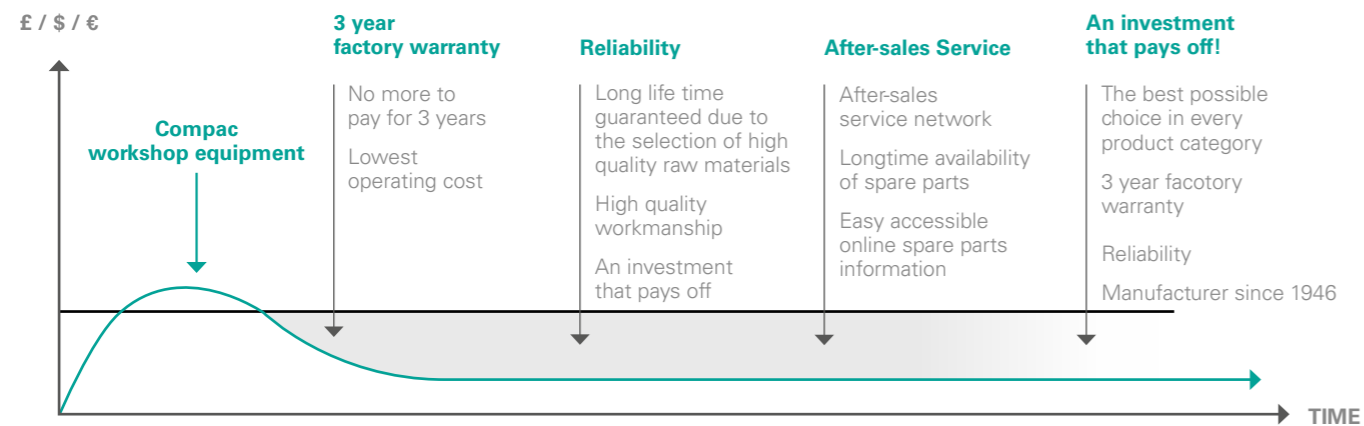 £ / $ / €
Compac
workshop equipment
3 year
factory warranty
No more to
pay for 3 years
Lowest
operating cost
Reliability
Long life time
guaranteed due to
the selection of high
quality raw materials
High quality
workmanship
An investment
that pays off
After-sales Service
After-sales
service network
Longtime availability
of spare parts
Easy accessible
online spare parts
information
An investment
that pays off!
The best possible
choice in every
product category
3 year facotory
warranty
Reliability
Manufacturer since 1946
TIME